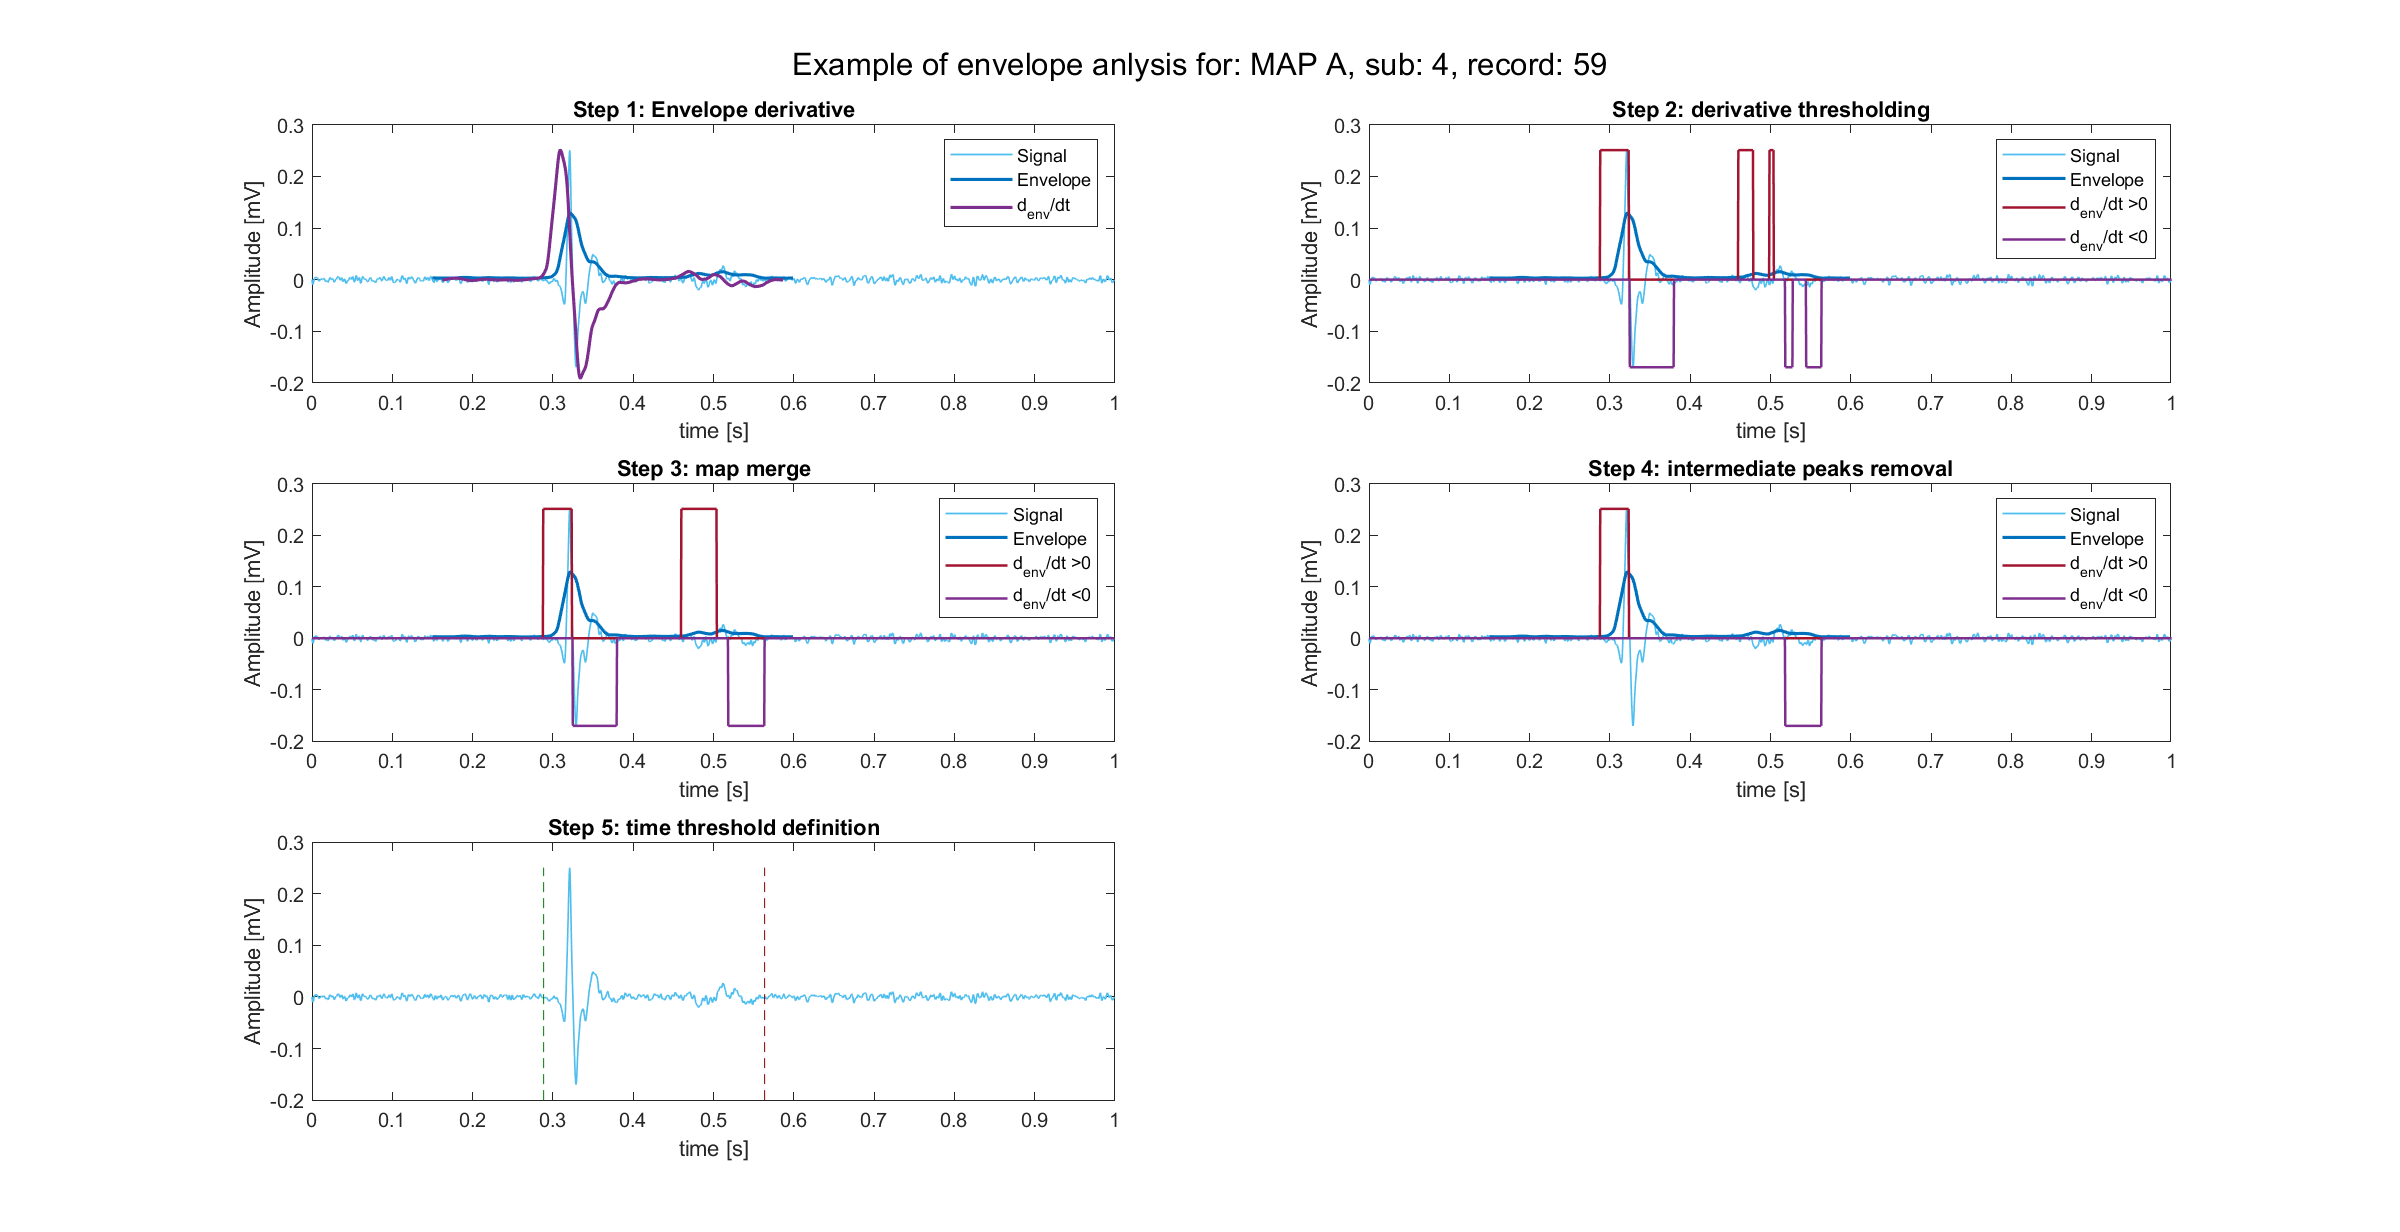 Example of envelope anlysis for: MAP A, sub: 4, record: 59
Step 1: Envelope derivative
0.3
0.2
0.1
0
-0.1
-0.2
Amplitude [mV]
0 0.1 0.2 0.3 0.4 0.5 0.6 0.7 0.8 0.9 1
time [s]
Signal
Envelope
d_env/dt
Step 2: derivative thresholding
0.3
0.2
0.1
0
-0.1
-0.2
Amplitude [mV]
0 0.1 0.2 0.3 0.4 0.5 0.6 0.7 0.8 0.9 1
time [s]
Signal
Envelope
d_env/dt >0
d_env/dt <0
Step 3: map merge
0.3
0.2
0.1
0
-0.1
-0.2
Amplitude [mV]
0 0.1 0.2 0.3 0.4 0.5 0.6 0.7 0.8 0.9 1
time [s]
Signal
Envelope
d_env/dt >0
d_env/dt <0
Step 4: intermediate peaks removal
0.3
0.2
0.1
0
-0.1
-0.2
Amplitude [mV]
0 0.1 0.2 0.3 0.4 0.5 0.6 0.7 0.8 0.9 1
time [s]
Signal
Envelope
d_env/dt >0
d_env/dt <0
Step 5: time threshold definition
0.3
0.2
0.1
0
-0.1
-0.2
Amplitude [mV]
0 0.1 0.2 0.3 0.4 0.5 0.6 0.7 0.8 0.9 1
time [s]